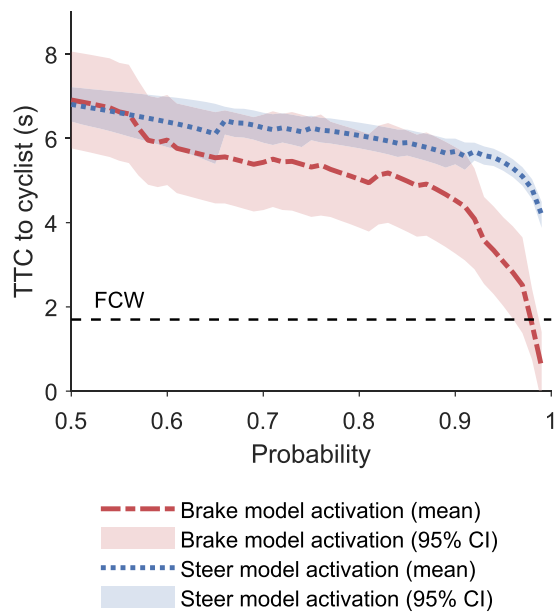 8
6
4
2
0
TTC to cyclist (s)
FCW
0.5
0.6
0.7
0.8
0.9
1
Probability
Brake model activation (mean)
Brake model activation (95% CI)
Steer model activation (mean)
Steer model activation (95% CI)